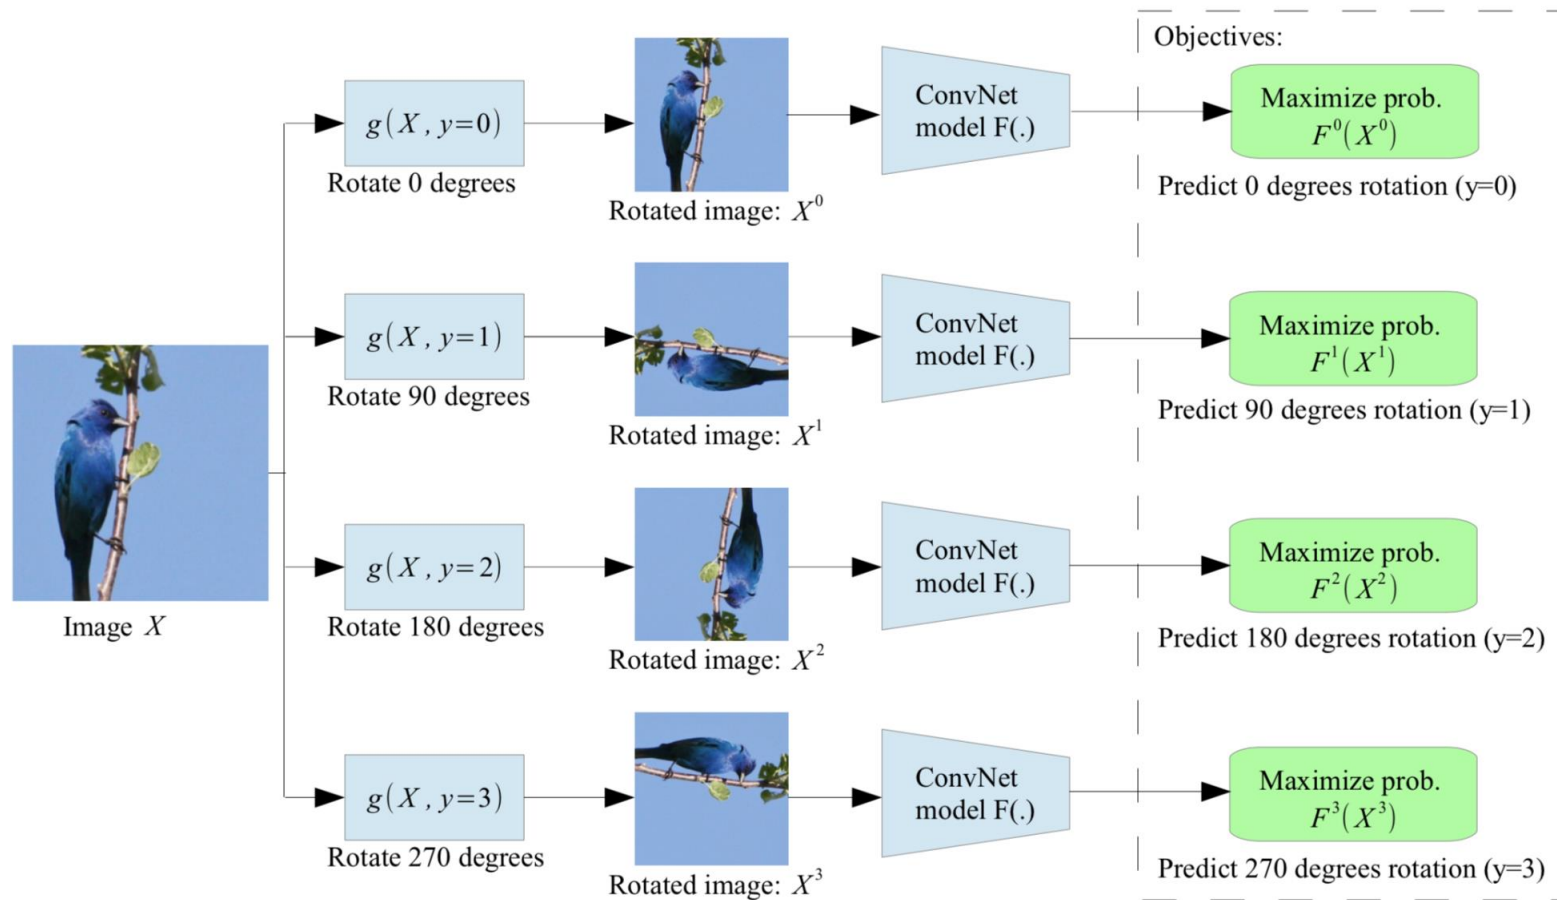 Objectives:
g(X, y=0)
Rotate 0 degrees
Rotated image: X⁰
ConvNet
model F(.)
Maximize prob.
F⁰(X⁰)
Predict 0 degrees rotation (y=0)
g(X, y=1)
Rotate 90 degrees
Rotated image: X¹
ConvNet
model F(.)
Maximize prob.
F¹(X¹)
Predict 90 degrees rotation (y=1)
Image X
g(X, y=2)
Rotate 180 degrees
Rotated image: X²
ConvNet
model F(.)
Maximize prob.
F²(X²)
Predict 180 degrees rotation (y=2)
g(X, y=3)
Rotate 270 degrees
Rotated image: X³
ConvNet
model F(.)
Maximize prob.
F³(X³)
Predict 270 degrees rotation (y=3)